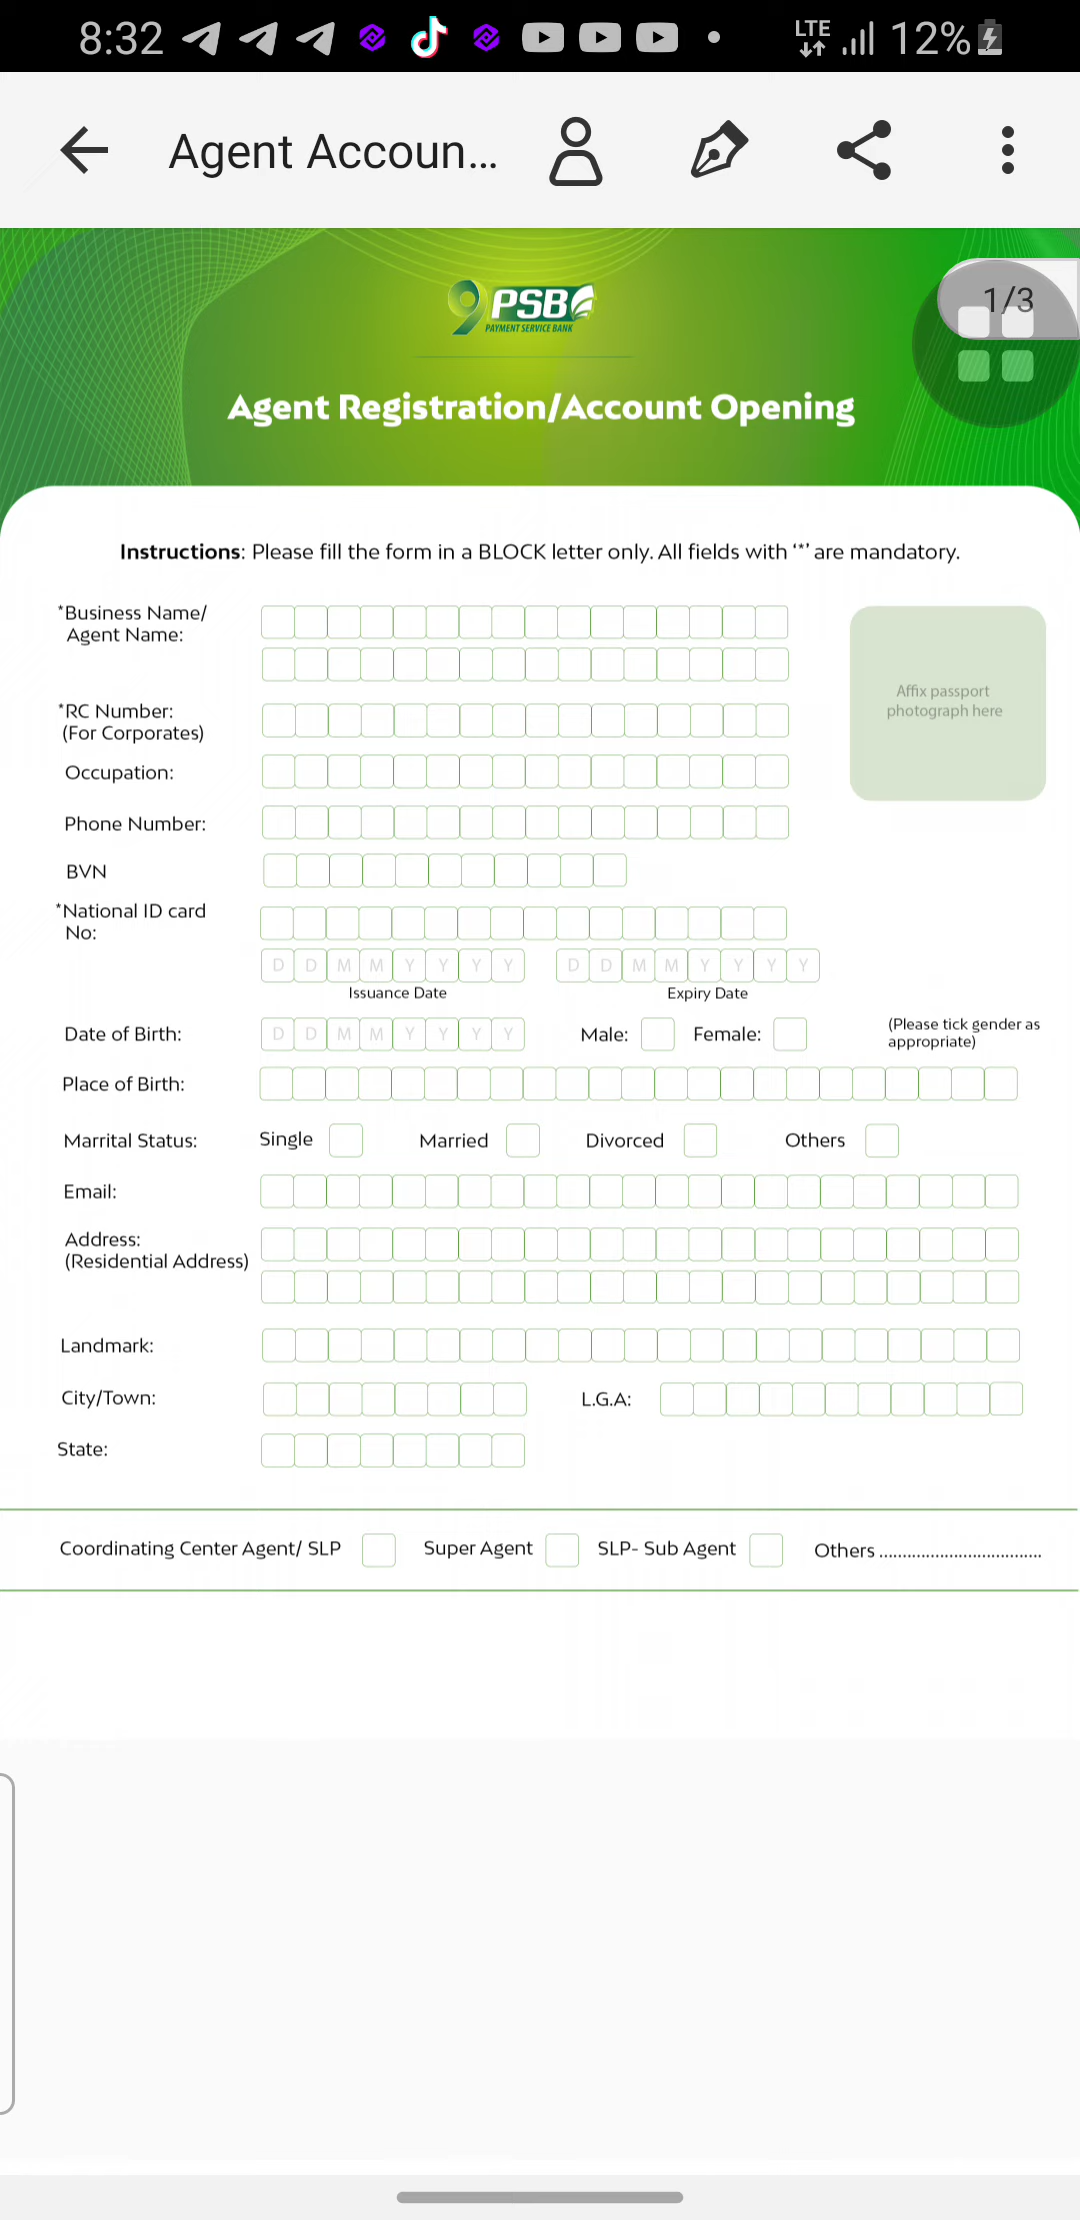 8:32 LTE 12%
Agent Accoun...
1/3
9 PSB
PAYMENT SERVICE BANK
Agent Registration/Account Opening
Instructions: Please fill the form in a BLOCK letter only. All fields with ‘*’ are mandatory.
*Business Name/
Agent Name:
Affix passport
photograph here
*RC Number:
(For Corporates)
Occupation:
Phone Number:
BVN
*National ID card
No:
D D M M Y Y Y Y D D M M Y Y Y Y
Issuance Date Expiry Date
Date of Birth: D D M M Y Y Y Y Male: Female: (Please tick gender as
appropriate)
Place of Birth:
Marrital Status: Single Married Divorced Others
Email:
Address:
(Residential Address)
Landmark:
City/Town: L.G.A:
State:
Coordinating Center Agent/ SLP Super Agent SLP- Sub Agent Others ...................................